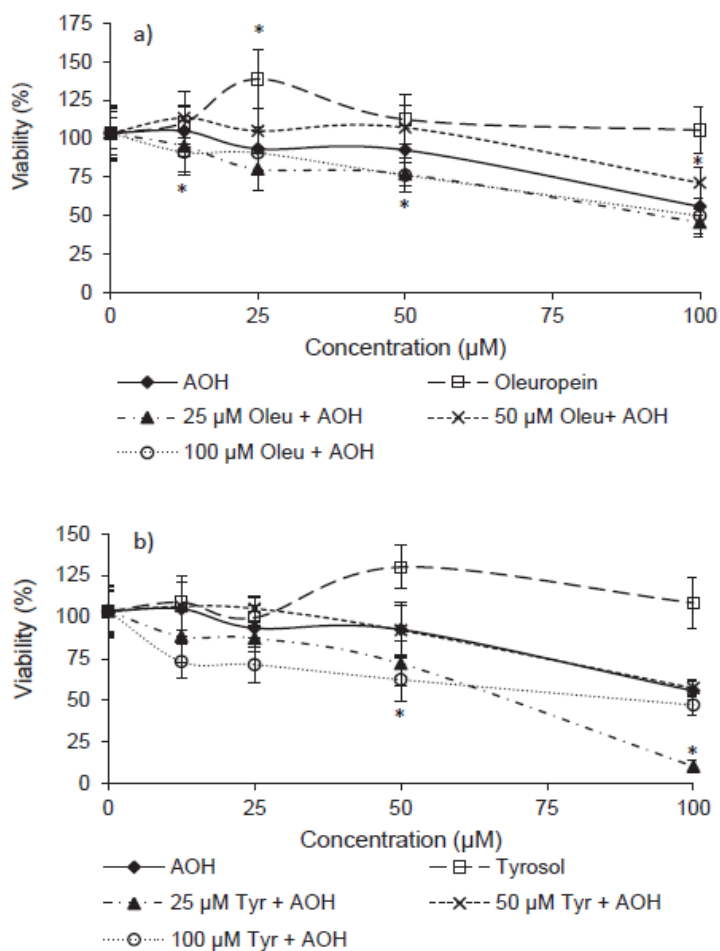 a)
Viability (%)
175
150
125
100
75
50
25
0
*
*
*
*
0 25 50 75 100
Concentration (µM)
AOH Oleuropein
25 µM Oleu + AOH 50 µM Oleu+ AOH
100 µM Oleu + AOH
b)
Viability (%)
150
125
100
75
50
25
0
*
*
0 25 50 75 100
Concentration (µM)
AOH Tyrosol
25 µM Tyr + AOH 50 µM Tyr + AOH
100 µM Tyr + AOH